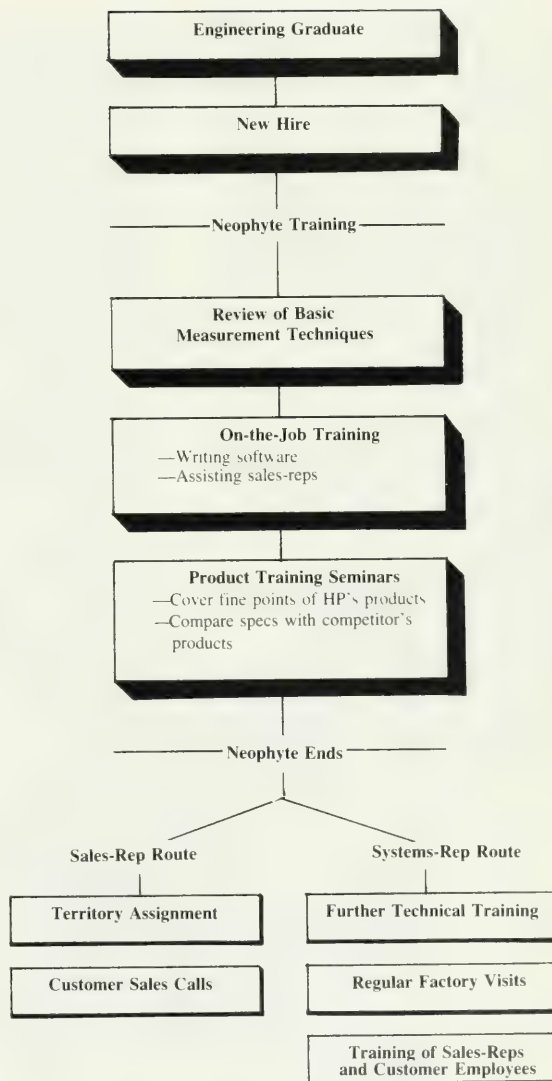 Engineering Graduate
New Hire
Neophyte Training
Review of Basic
Measurement Techniques
On-the-Job Training
—Writing software
—Assisting sales-reps
Product Training Seminars
—Cover fine points of HP's products
—Compare specs with competitor's
products
Neophyte Ends
Sales-Rep Route
Territory Assignment
Customer Sales Calls
Systems-Rep Route
Further Technical Training
Regular Factory Visits
Training of Sales-Reps
and Customer Employees